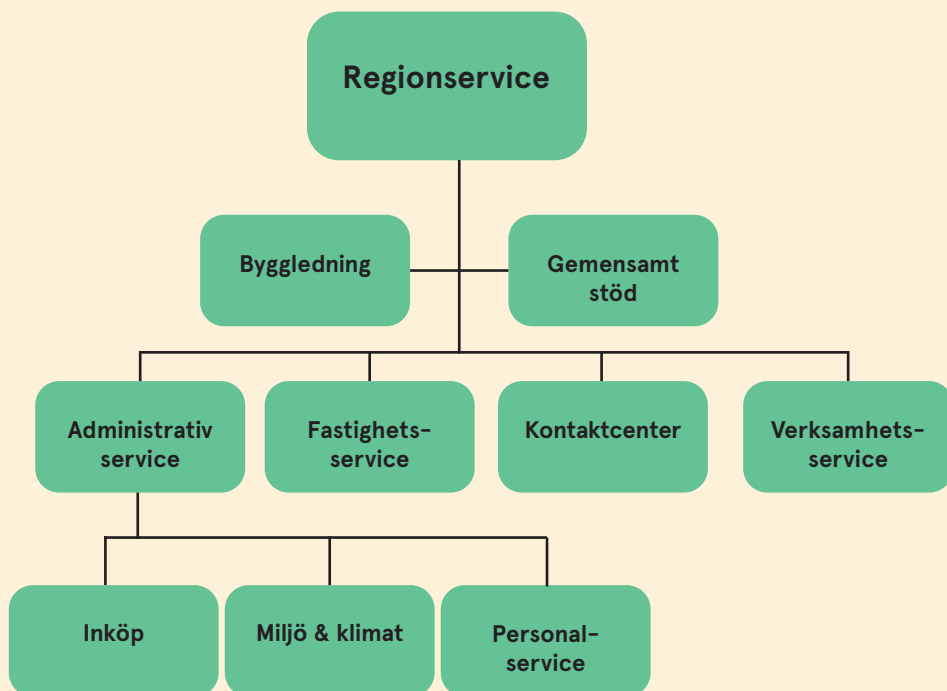 Regionservice
Byggledning
Gemensamt
stöd
Administrativ
service
Fastighets-
service
Kontaktcenter
Verksamhets-
service
Inköp
Miljö & klimat
Personal-
service